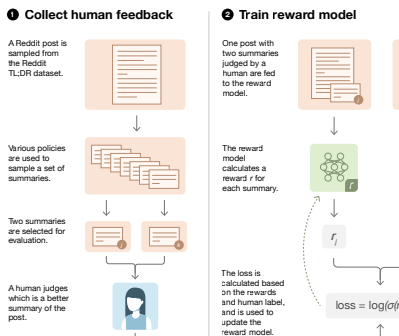 1 Collect human feedback
A Reddit post is
sampled from
the Reddit
TL;DR dataset.
Various policies
are used to
sample a set of
summaries.
Two summaries
are selected for
evaluation.
j
k
A human judges
which is a better
summary of the
post.
2 Train reward model
One post with
two summaries
judged by a
human are fed
to the reward
model.
j
The reward
model
calculates a
reward r for
each summary.
r
rj
The loss is
calculated based
on the rewards
and human label,
and is used to
update the
reward model.
loss = log(σ(r